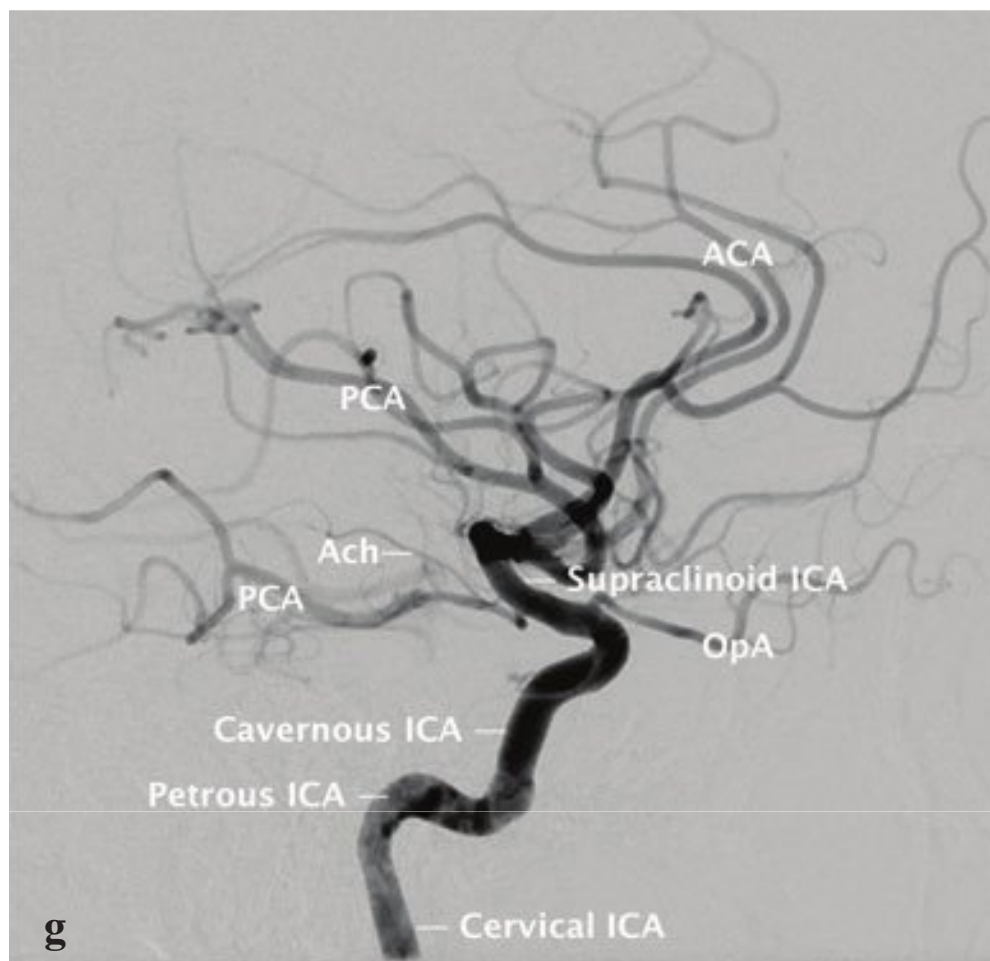 ACA
PCA
Ach
Supraclinoid ICA
PCA
OpA
Cavernous ICA
Petrous ICA
Cervical ICA
g